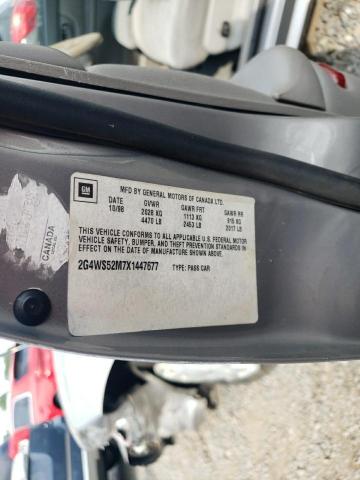 GM
MFD BY GENERAL MOTORS OF CANADA LTD.
DATE GVWR GAWR FRT GAWR RR
10/98 2028 KG 1113 KG 915 KG
4470 LB 2453 LB 2017 LB
THIS VEHICLE CONFORMS TO ALL APPLICABLE U.S. FEDERAL MOTOR
VEHICLE SAFETY, BUMPER, AND THEFT PREVENTION STANDARDS
IN EFFECT ON THE DATE OF MANUFACTURE SHOWN ABOVE.
2G4WS52M7X1447677 TYPE: PASS CAR
CANADA